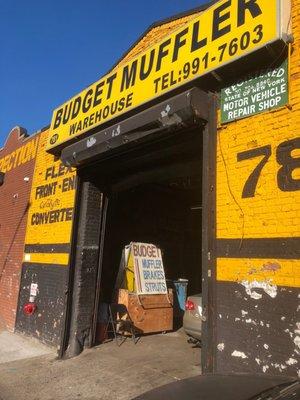 BUDGET MUFFLER
WAREHOUSE TEL:991-7603
REGISTERED
STATE OF NEW YORK
MOTOR VEHICLE
REPAIR SHOP
PECTION
FLEX
FRONT-END
CONVERTE
78
BUDGET
MUFFLER
BRAKES
STRUTS